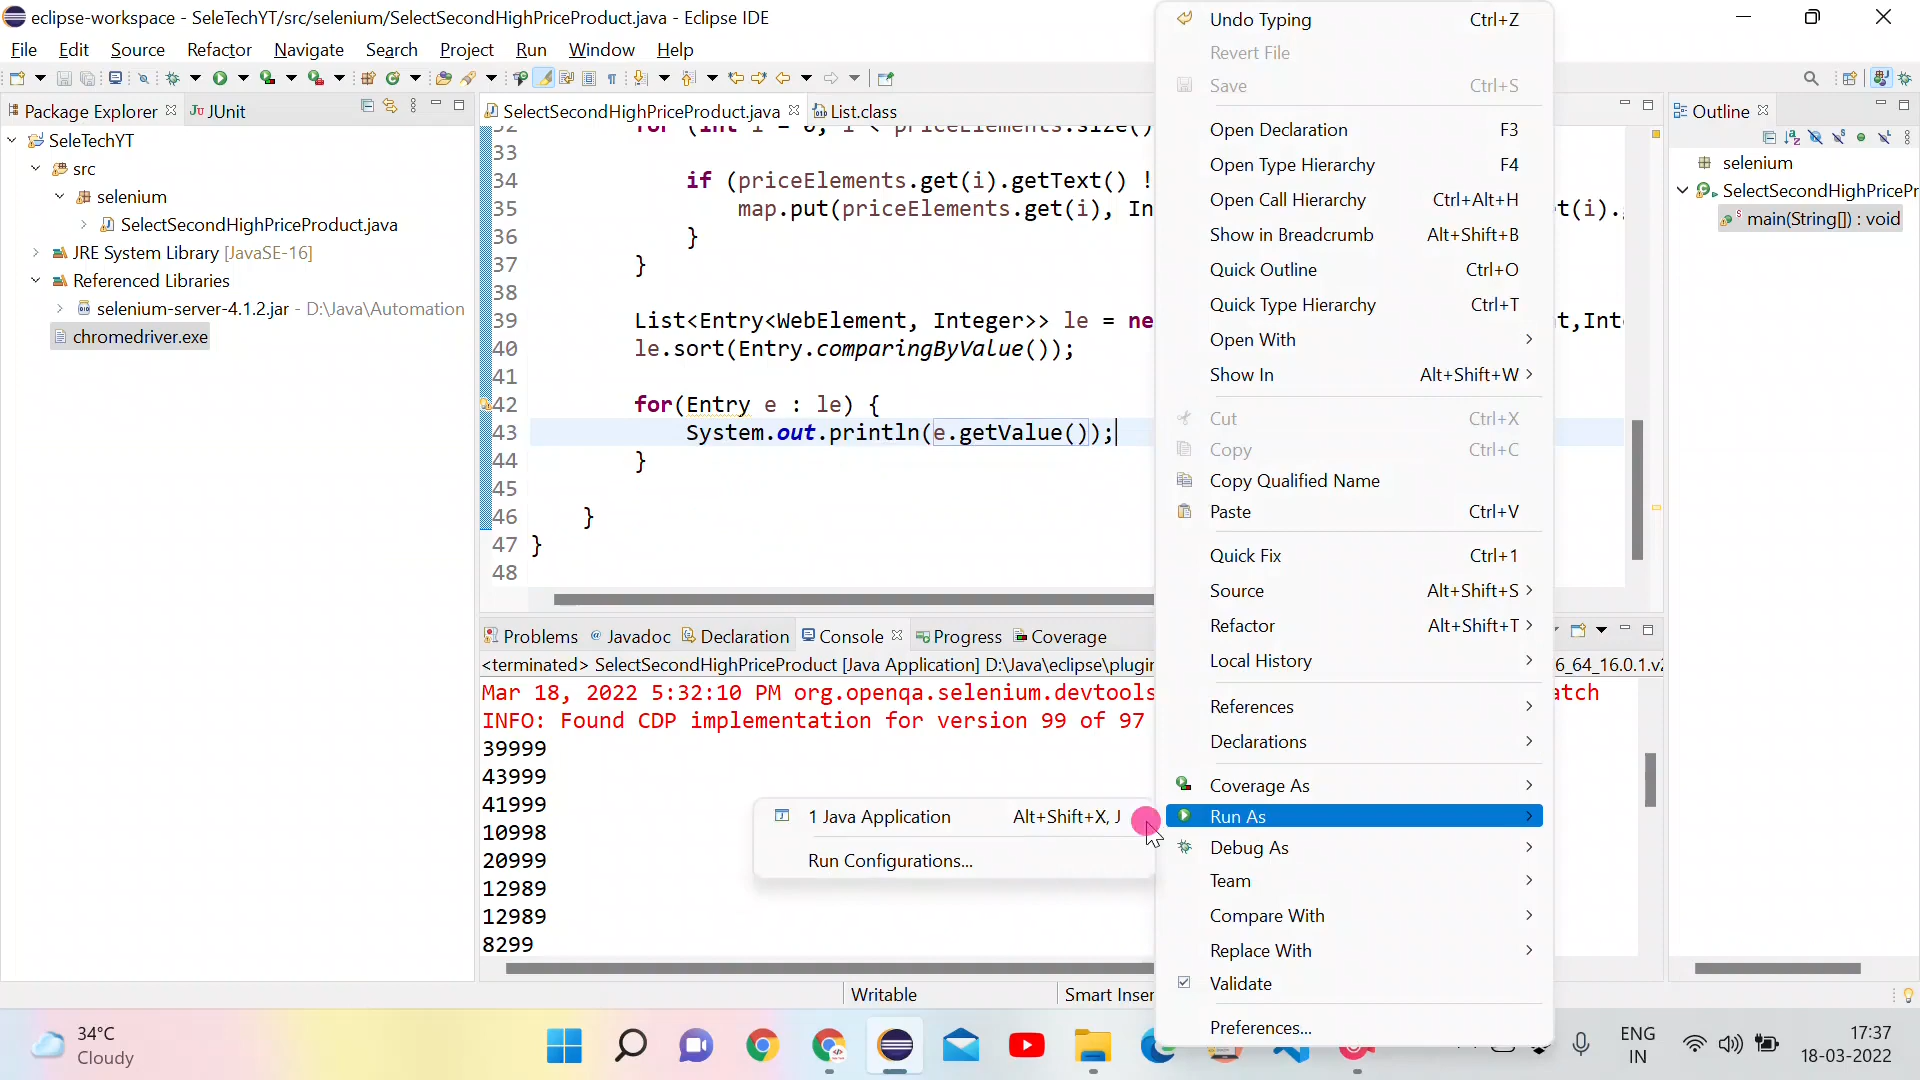 eclipse-workspace - SeleTechYT/src/selenium/SelectSecondHighPriceProduct.java - Eclipse IDE
File Edit Source Refactor Navigate Search Project Run Window Help
Package Explorer JUnit
SeleTechYT
src
selenium
SelectSecondHighPriceProduct.java
JRE System Library [JavaSE-16]
Referenced Libraries
selenium-server-4.1.2.jar - D:\Java\Automation
chromedriver.exe
SelectSecondHighPriceProduct.java List.class
32 for (int i = 0; i < priceElements.size()
33
34 if (priceElements.get(i).getText() !
35 map.put(priceElements.get(i), In t(i).
36 }
37 }
38
39 List<Entry<WebElement, Integer>> le = ne t,Int
40 le.sort(Entry.comparingByValue());
41
42 for(Entry e : le) {
43 System.out.println(e.getValue());
44 }
45
46 }
47 }
48
Problems Javadoc Declaration Console Progress Coverage
<terminated> SelectSecondHighPriceProduct [Java Application] D:\Java\eclipse\plugin 6_64_16.0.1.v2
Mar 18, 2022 5:32:10 PM org.openqa.selenium.devtools atch
INFO: Found CDP implementation for version 99 of 97
39999
43999
41999
10998
20999
12989
12989
8299
1 Java Application Alt+Shift+X, J
Run Configurations...
Undo Typing Ctrl+Z
Revert File
Save Ctrl+S
Open Declaration F3
Open Type Hierarchy F4
Open Call Hierarchy Ctrl+Alt+H
Show in Breadcrumb Alt+Shift+B
Quick Outline Ctrl+O
Quick Type Hierarchy Ctrl+T
Open With
Show In Alt+Shift+W
Cut Ctrl+X
Copy Ctrl+C
Copy Qualified Name
Paste Ctrl+V
Quick Fix Ctrl+1
Source Alt+Shift+S
Refactor Alt+Shift+T
Local History
References
Declarations
Coverage As
Run As
Debug As
Team
Compare With
Replace With
Validate
Preferences...
Outline
selenium
SelectSecondHighPricePr
main(String[]) : void
Writable Smart Inser
34°C
Cloudy
ENG
IN
17:37
18-03-2022